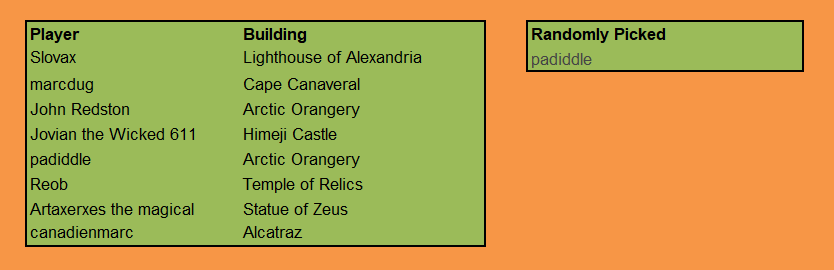 Player Building
Slovax Lighthouse of Alexandria
marcdug Cape Canaveral
John Redston Arctic Orangery
Jovian the Wicked 611 Himeji Castle
padiddle Arctic Orangery
Reob Temple of Relics
Artaxerxes the magical Statue of Zeus
canadienmarc Alcatraz
Randomly Picked
padiddle